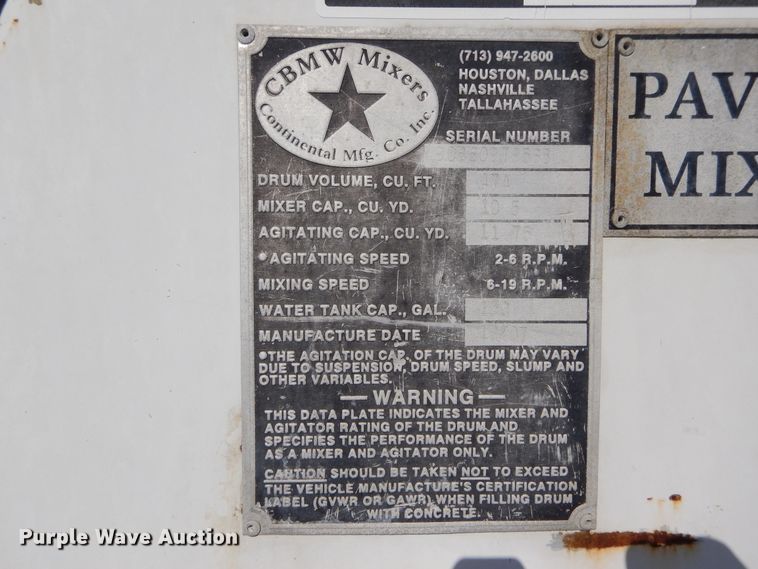 CBMW Mixers
Continental Mfg. Co. Inc.
(713) 947-2600
HOUSTON, DALLAS
NASHVILLE
TALLAHASSEE
SERIAL NUMBER
DRUM VOLUME, CU. FT.
MIXER CAP., CU. YD. 10.5
AGITATING CAP., CU. YD. 11.75
•AGITATING SPEED 2-6 R.P.M.
MIXING SPEED 6-19 R.P.M.
WATER TANK CAP., GAL.
MANUFACTURE DATE
•THE AGITATION CAP. OF THE DRUM MAY VARY
DUE TO SUSPENSION, DRUM SPEED, SLUMP AND
OTHER VARIABLES.
— WARNING —
THIS DATA PLATE INDICATES THE MIXER AND
AGITATOR RATING OF THE DRUM AND
SPECIFIES THE PERFORMANCE OF THE DRUM
AS A MIXER AND AGITATOR ONLY.
CAUTION SHOULD BE TAKEN NOT TO EXCEED
THE VEHICLE MANUFACTURE'S CERTIFICATION
LABEL (GVWR OR GAWR) WHEN FILLING DRUM
WITH CONCRETE.
PAV
MIX
Purple Wave Auction